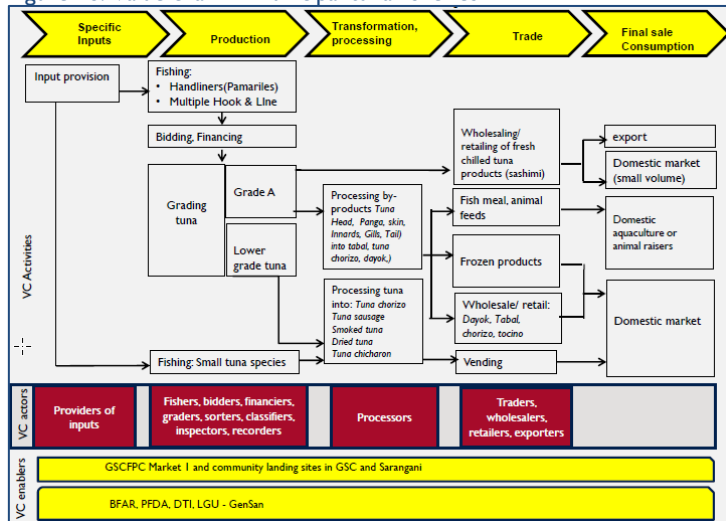 Specific
Inputs
Production
Transformation,
processing
Trade
Final sale
Consumption
VC Activities
Input provision
Fishing:
• Handliners(Pamariles)
• Multiple Hook & LIne
Bidding, Financing
Grading
tuna
Grade A
Lower
grade tuna
Fishing: Small tuna species
Processing by-
products Tuna
Head, Panga, skin,
Innards, Gills, Tail)
into tabal, tuna
chorizo, dayok,)
Processing tuna
into: Tuna chorizo
Tuna sausage
Smoked tuna
Dried tuna
Tuna chicharon
Wholesaling/
retailing of fresh
chilled tuna
products (sashimi)
Fish meal, animal
feeds
Frozen products
Wholesale/ retail:
Dayok, Tabal,
chorizo, tocino
Vending
export
Domestic market
(small volume)
Domestic
aquaculture or
animal raisers
Domestic market
VC actors
Providers of
inputs
Fishers, bidders, financiers,
graders, sorters, classifiers,
inspectors, recorders
Processors
Traders,
wholesalers,
retailers, exporters
VC enablers
GSCFPC Market 1 and community landing sites in GSC and Sarangani
BFAR, PFDA, DTI, LGU - GenSan